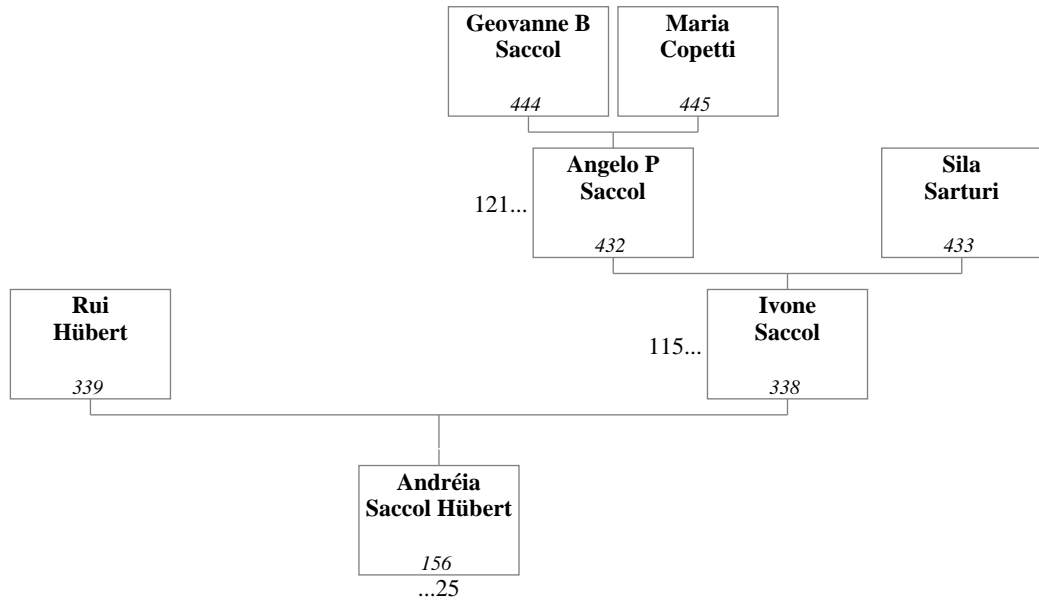 Geovanne B
Saccol
444
Maria
Copetti
445
121...
Angelo P
Saccol
432
Sila
Sarturi
433
Rui
Hübert
339
115...
Ivone
Saccol
338
Andréia
Saccol Hübert
156
...25